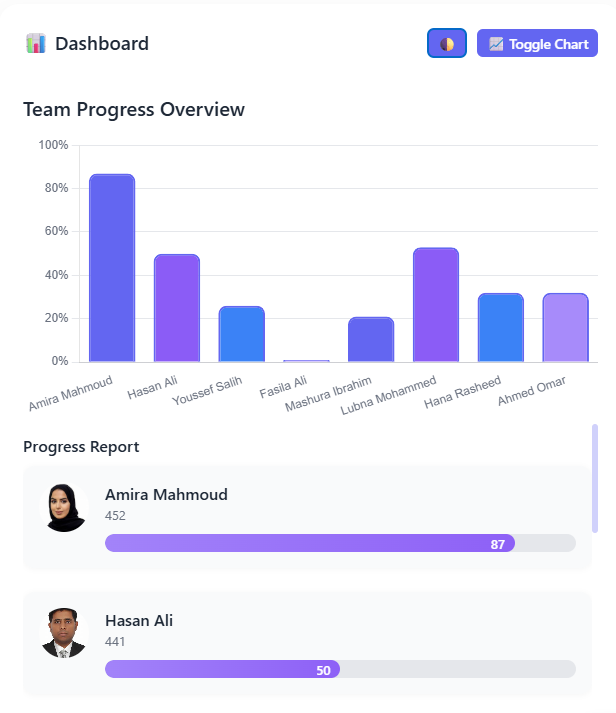 Dashboard
Toggle Chart
Team Progress Overview
100%
80%
60%
40%
20%
0%
Amira Mahmoud
Hasan Ali
Youssef Salih
Fasila Ali
Mashura Ibrahim
Lubna Mohammed
Hana Rasheed
Ahmed Omar
Progress Report
Amira Mahmoud
452
87
Hasan Ali
441
50